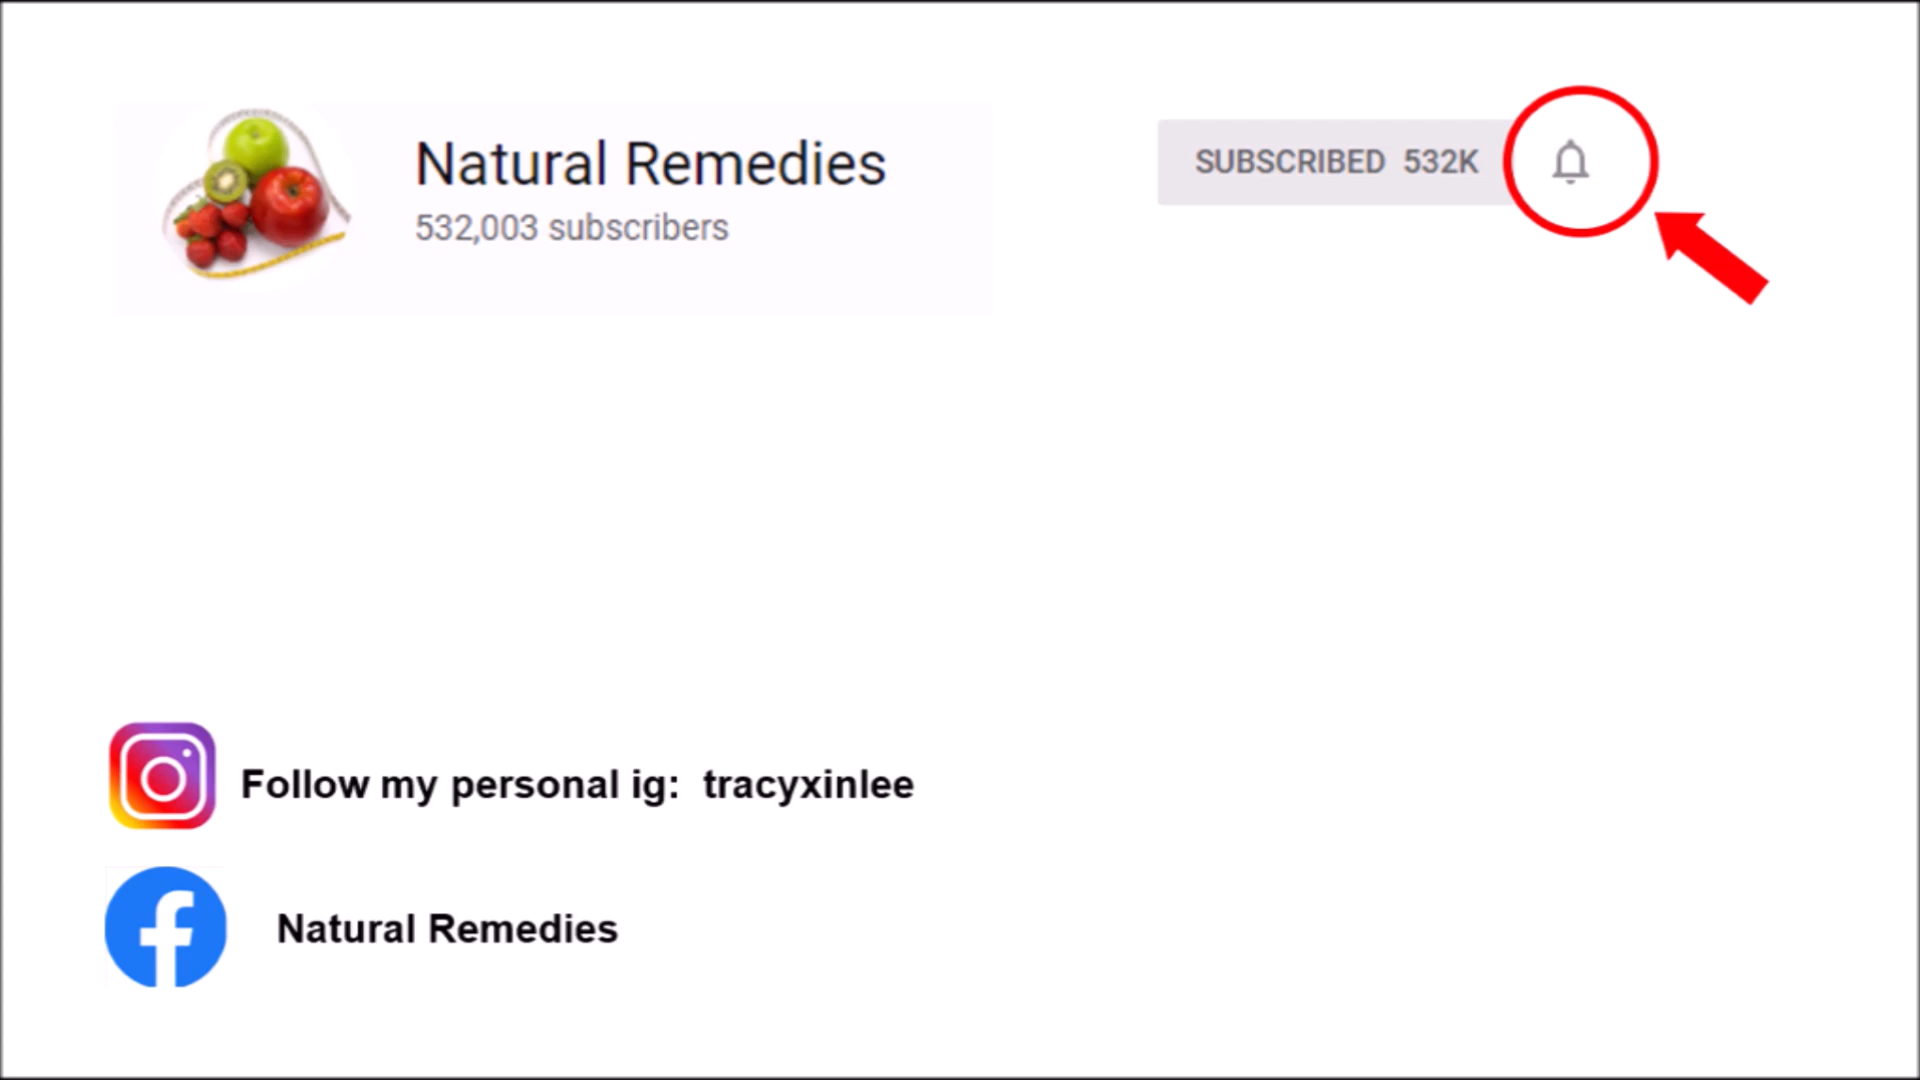 Natural Remedies
532,003 subscribers
SUBSCRIBED 532K
Follow my personal ig: tracyxinlee
Natural Remedies